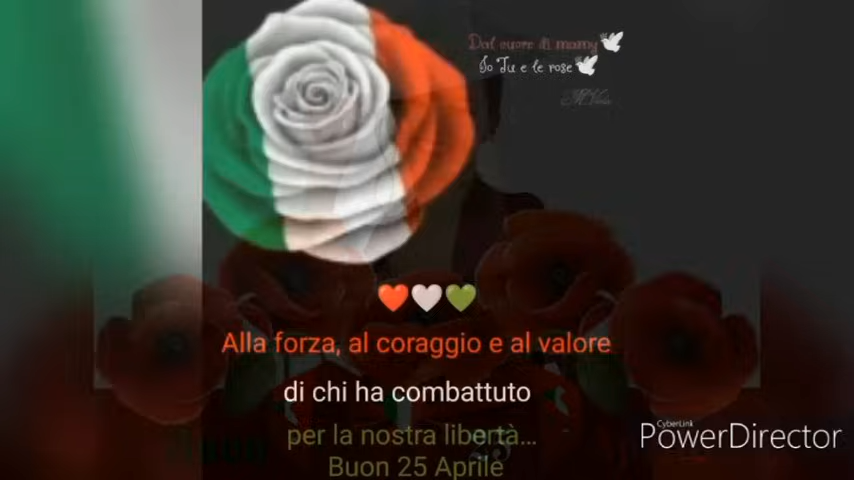 Dal cuore di mamy
Io Tu e le rose
Alla forza, al coraggio e al valore
di chi ha combattuto
per la nostra libertà...
Buon 25 Aprile
CyberLink
PowerDirector